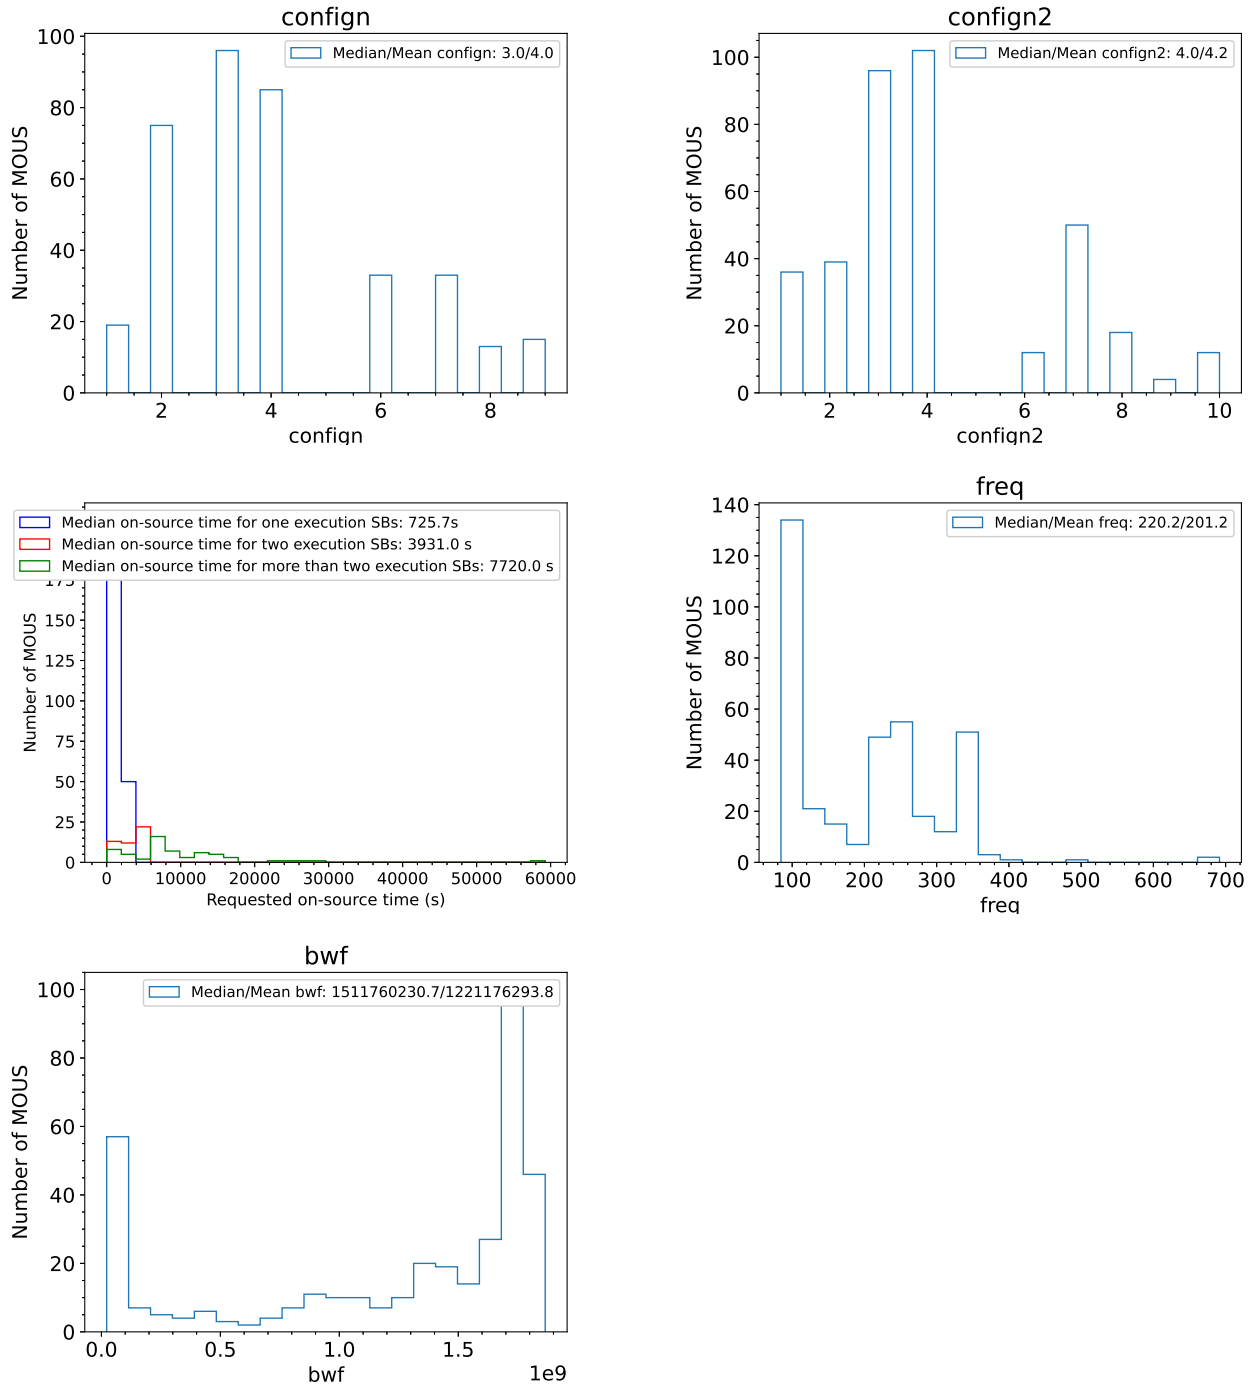 confign
Median/Mean confign: 3.0/4.0
Number of MOUS
100
80
60
40
20
0
2 4 6 8
confign
confign2
Median/Mean confign2: 4.0/4.2
Number of MOUS
100
80
60
40
20
0
2 4 6 8 10
confign2
Median on-source time for one execution SBs: 725.7s
Median on-source time for two execution SBs: 3931.0 s
Median on-source time for more than two execution SBs: 7720.0 s
Number of MOUS
175
150
125
100
75
50
25
0
0 10000 20000 30000 40000 50000 60000
Requested on-source time (s)
freq
Median/Mean freq: 220.2/201.2
Number of MOUS
140
120
100
80
60
40
20
0
100 200 300 400 500 600 700
freq
bwf
Median/Mean bwf: 1511760230.7/1221176293.8
Number of MOUS
100
80
60
40
20
0
0.0 0.5 1.0 1.5
1e9
bwf